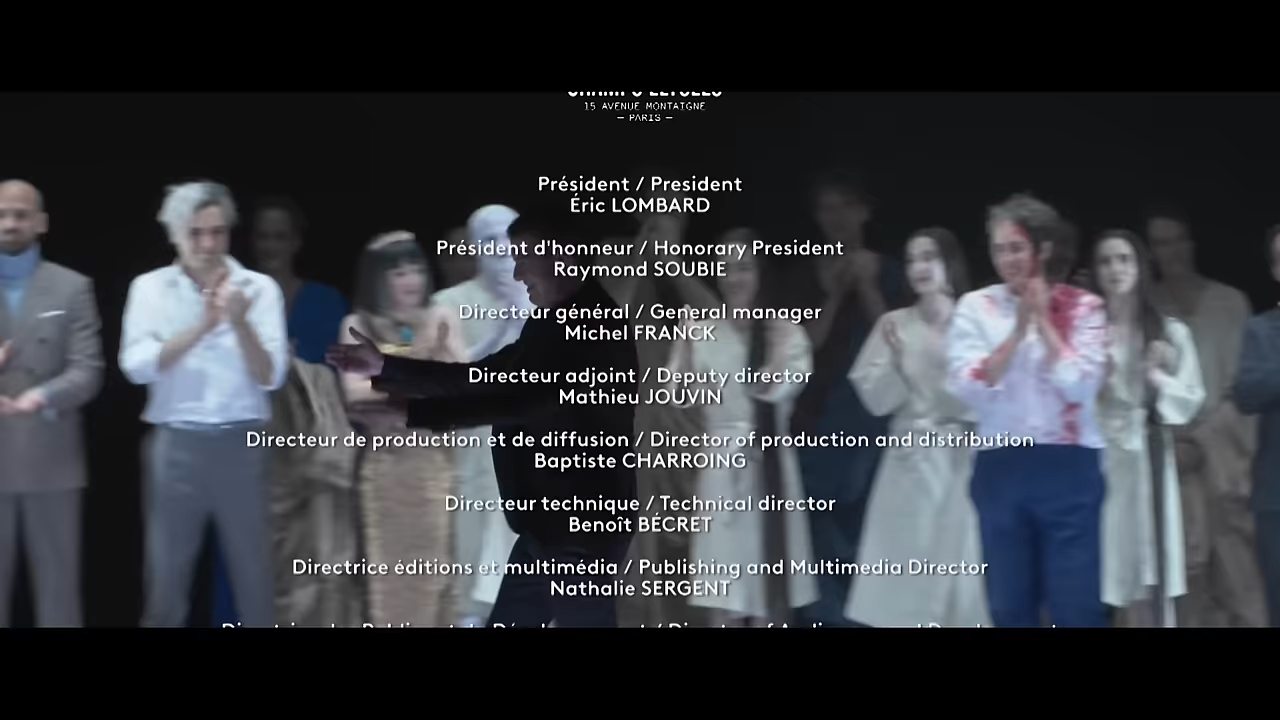 15 AVENUE MONTAIGNE
— PARIS —
Président / President
Éric LOMBARD
Président d'honneur / Honorary President
Raymond SOUBIE
Directeur général / General manager
Michel FRANCK
Directeur adjoint / Deputy director
Mathieu JOUVIN
Directeur de production et de diffusion / Director of production and distribution
Baptiste CHARROING
Directeur technique / Technical director
Benoît BÉCRET
Directrice éditions et multimédia / Publishing and Multimedia Director
Nathalie SERGENT